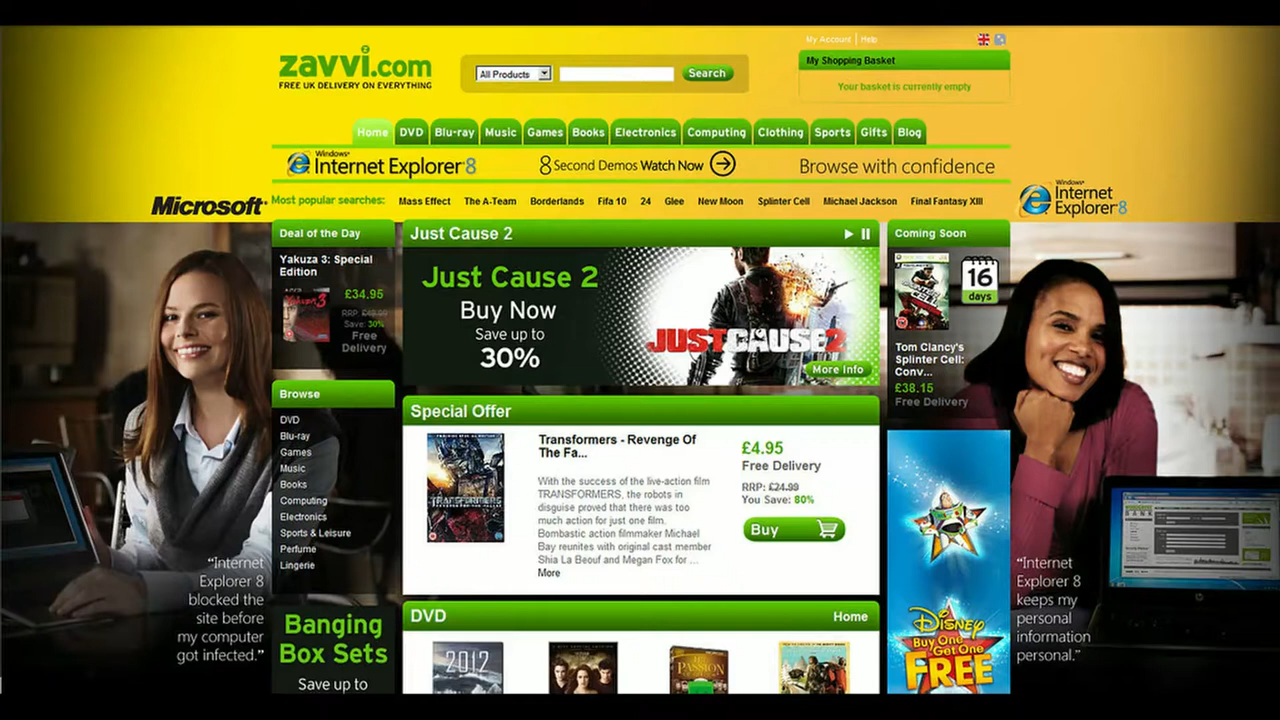 zavvi.com
FREE UK DELIVERY ON EVERYTHING
All Products
Search
My Account | Help
My Shopping Basket
Your basket is currently empty
Home DVD Blu-ray Music Games Books Electronics Computing Clothing Sports Gifts Blog
Windows
Internet Explorer 8
8 Second Demos Watch Now
Browse with confidence
Microsoft
Most popular searches: Mass Effect The A-Team Borderlands Fifa 10 24 Glee New Moon Splinter Cell Michael Jackson Final Fantasy XIII
Windows
Internet
Explorer 8
Deal of the Day
Yakuza 3: Special
Edition
£34.95
RRP: £49.99
Save: 30%
Free
Delivery
Browse
DVD
Blu-ray
Games
Music
Books
Computing
Electronics
Sports & Leisure
Perfume
Lingerie
Banging
Box Sets
Save up to
Just Cause 2
Just Cause 2
Buy Now
Save up to
30%
JUST CAUSE 2
More Info
Special Offer
TRANSFORMERS
Transformers - Revenge Of
The Fa...
With the success of the live-action film
TRANSFORMERS, the robots in
disguise proved that there was too
much action for just one film.
Bombastic action filmmaker Michael
Bay reunites with original cast member
Shia La Beouf and Megan Fox for ...
More
£4.95
Free Delivery
RRP: £24.99
You Save: 80%
Buy
DVD
Home
2012
PASSION
Coming Soon
16
days
Tom Clancy's
Splinter Cell:
Conv...
£38.15
Free Delivery
Disney
Buy One
Get One
FREE
“Internet
Explorer 8
blocked the
site before
my computer
got infected.”
“Internet
Explorer 8
keeps my
personal
information
personal.”